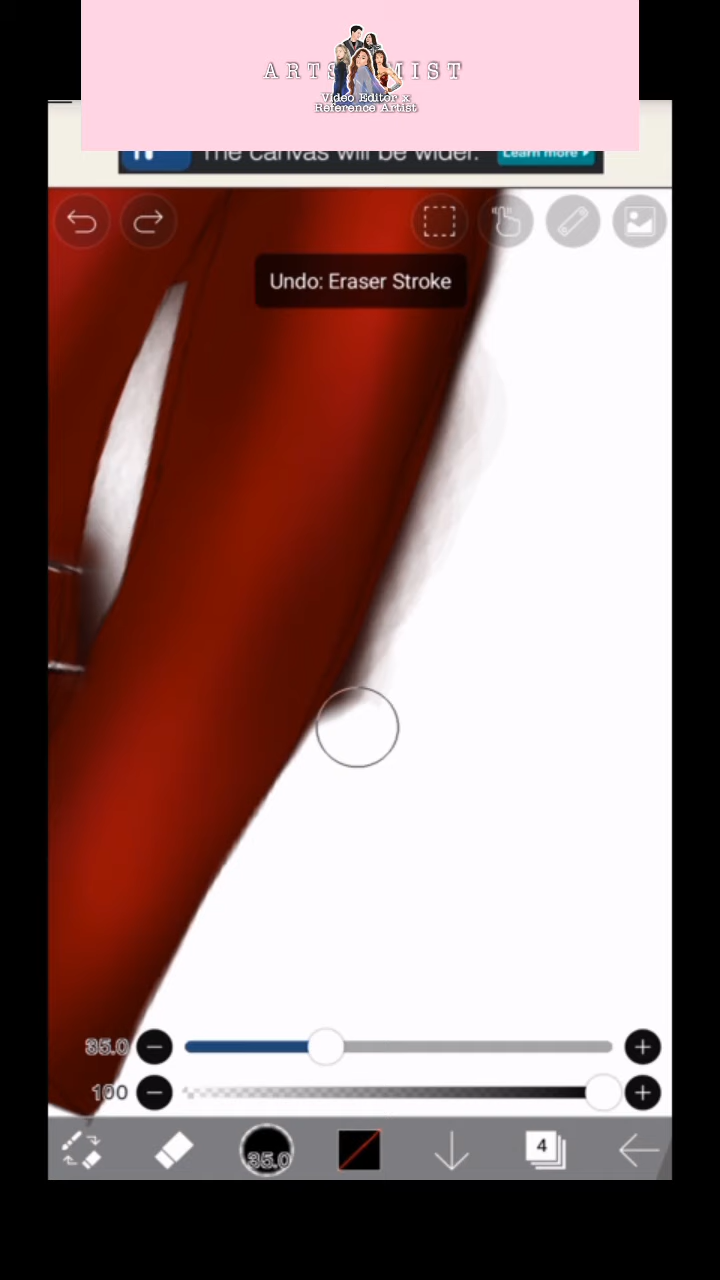 ARTS MIST
Video Editor x
Reference Artist
The canvas will be wider.
Learn more
Undo: Eraser Stroke
35.0
100
35.0
4